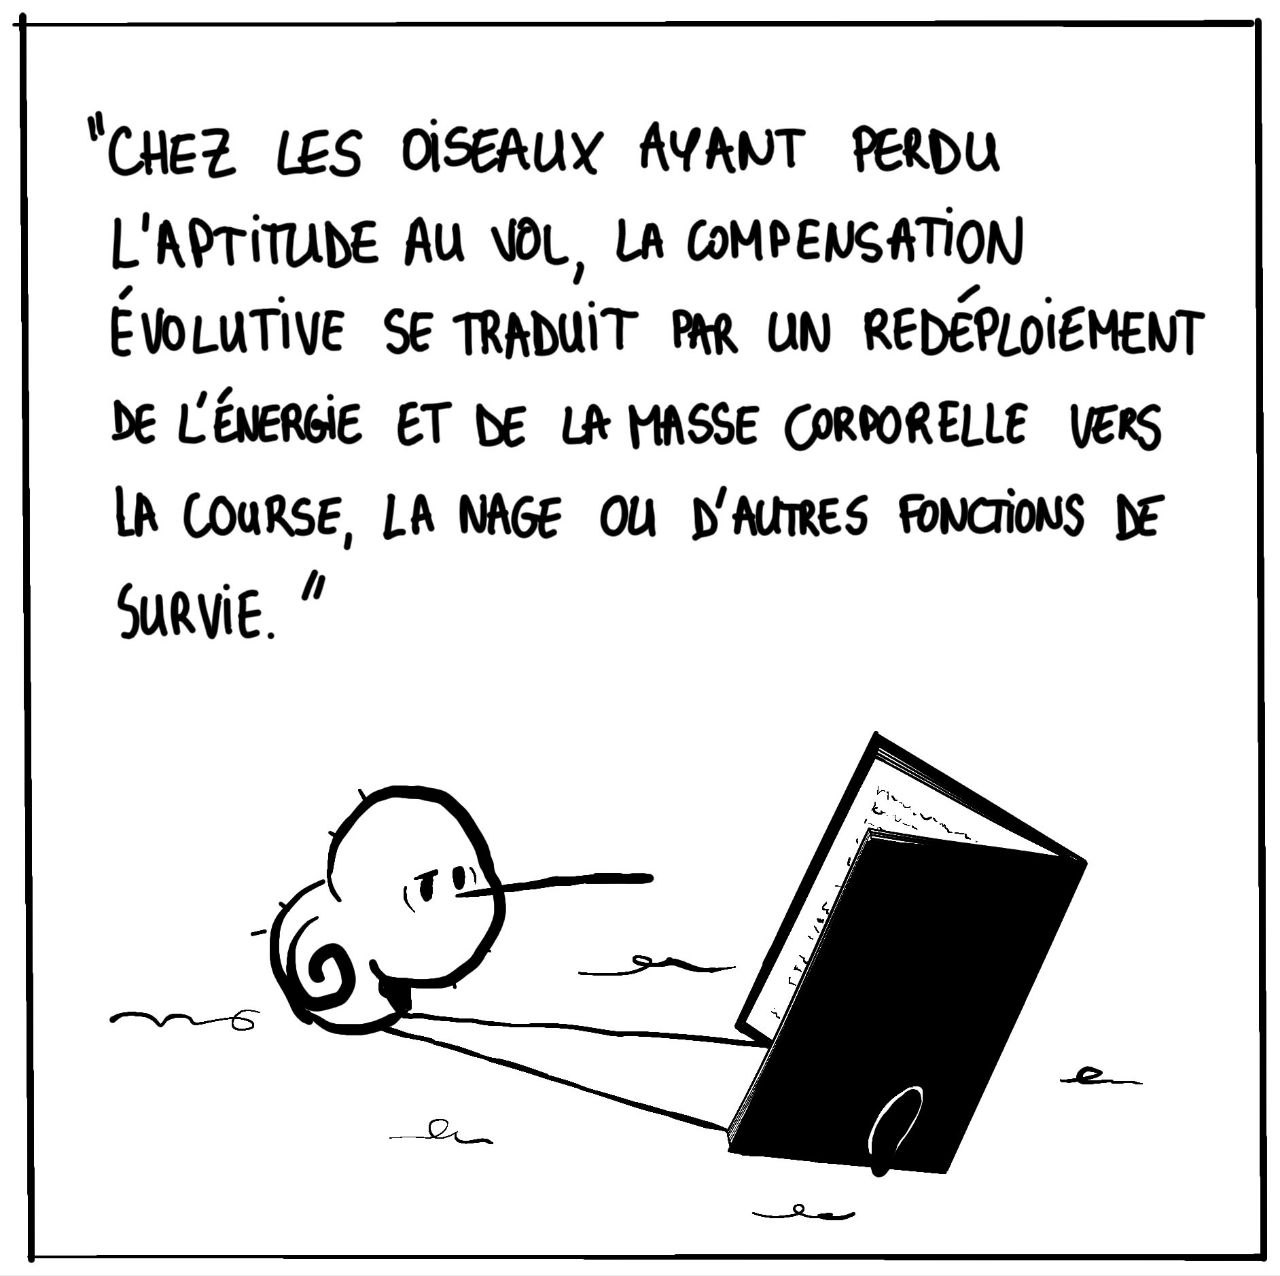 "CHEZ LES OiSEAUX AYANT PERDU
L'APTiTUDE AU VOL, LA COMPENSATiON
ÉVOLUTiVE SE TRADUiT PAR UN REDÉPLOiEMENT
DE L'ÉNERGiE ET DE LA MASSE CORPORELLE VERS
LA COURSE, LA NAGE OU D'AUTRES FONCTiONS DE
SURViE."